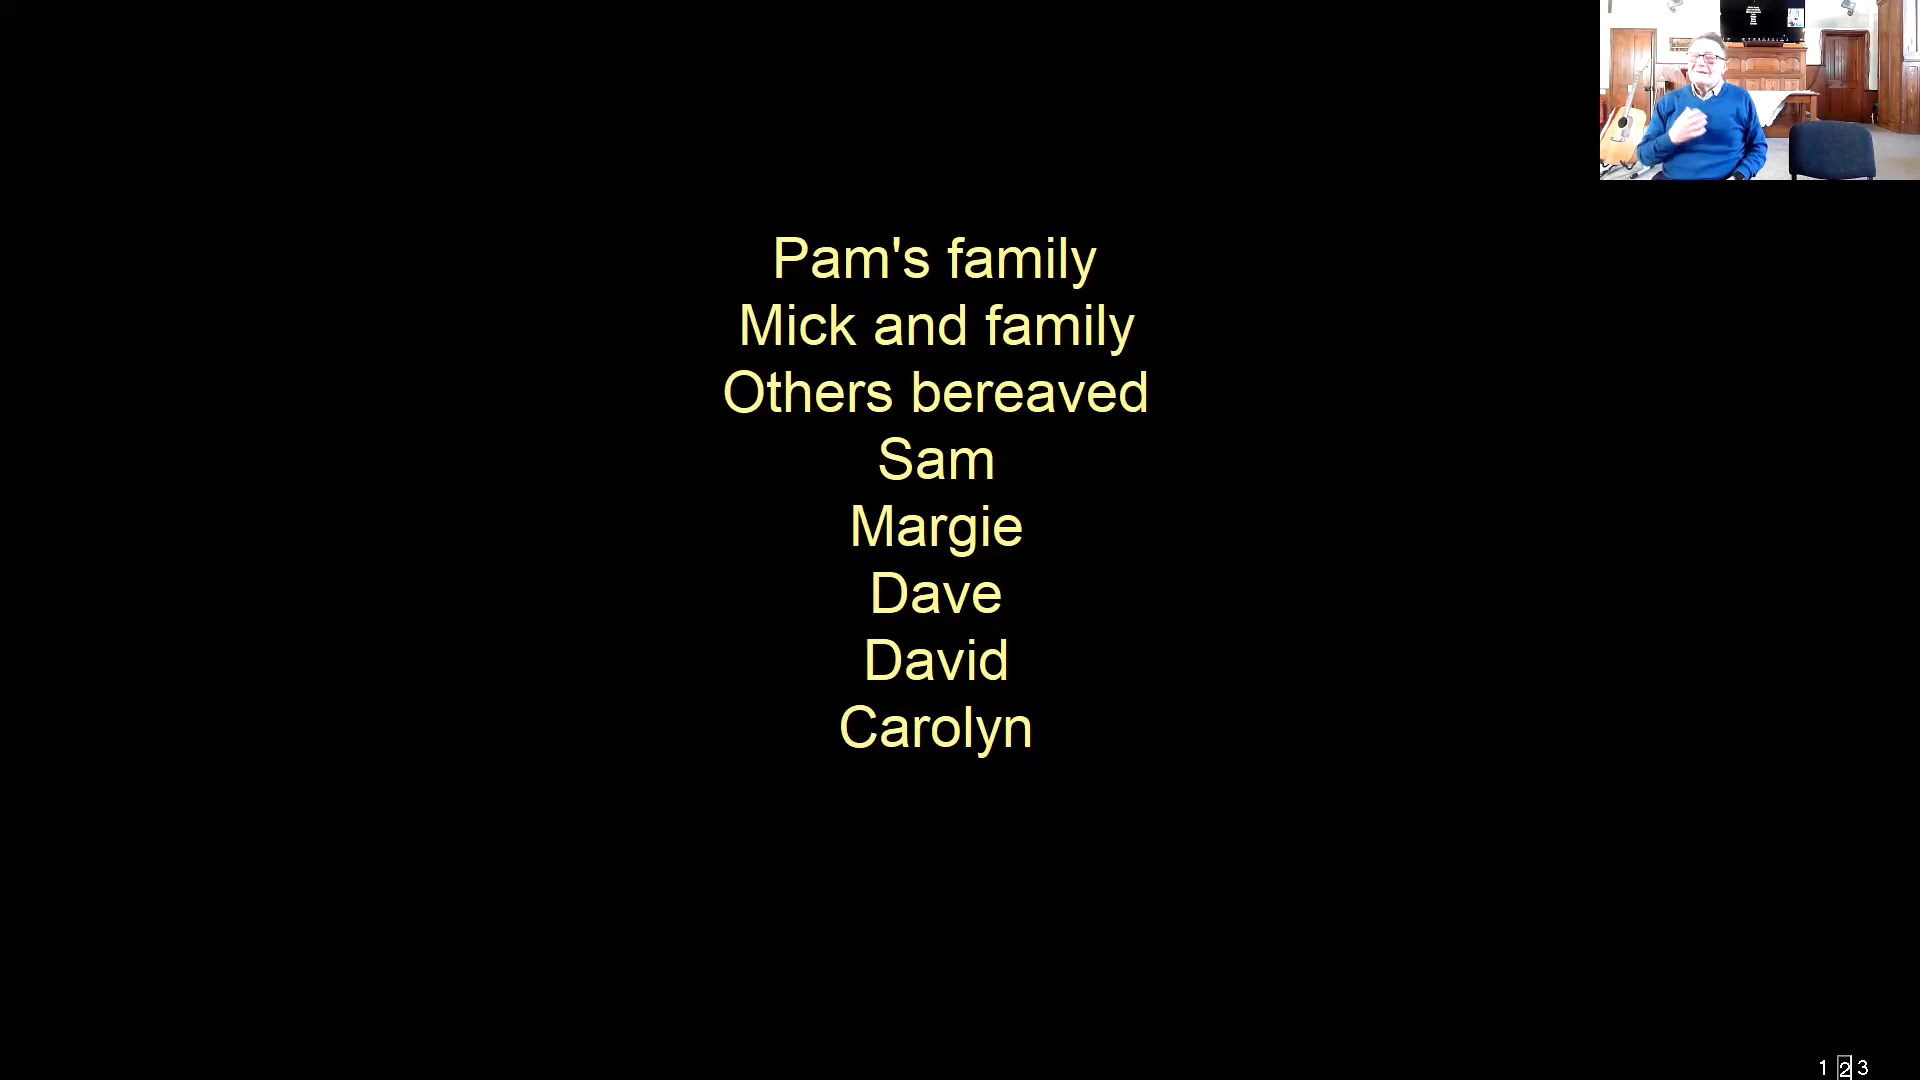 Pam's family
Mick and family
Others bereaved
Sam
Margie
Dave
David
Carolyn
1 2 3